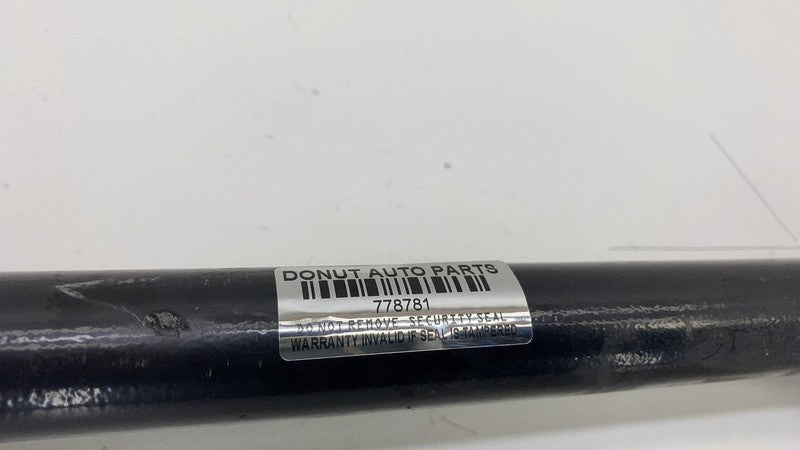 DONUT AUTO PARTS
778781
DO NOT REMOVE SECURITY SEAL
WARRANTY INVALID IF SEAL IS TAMPERED